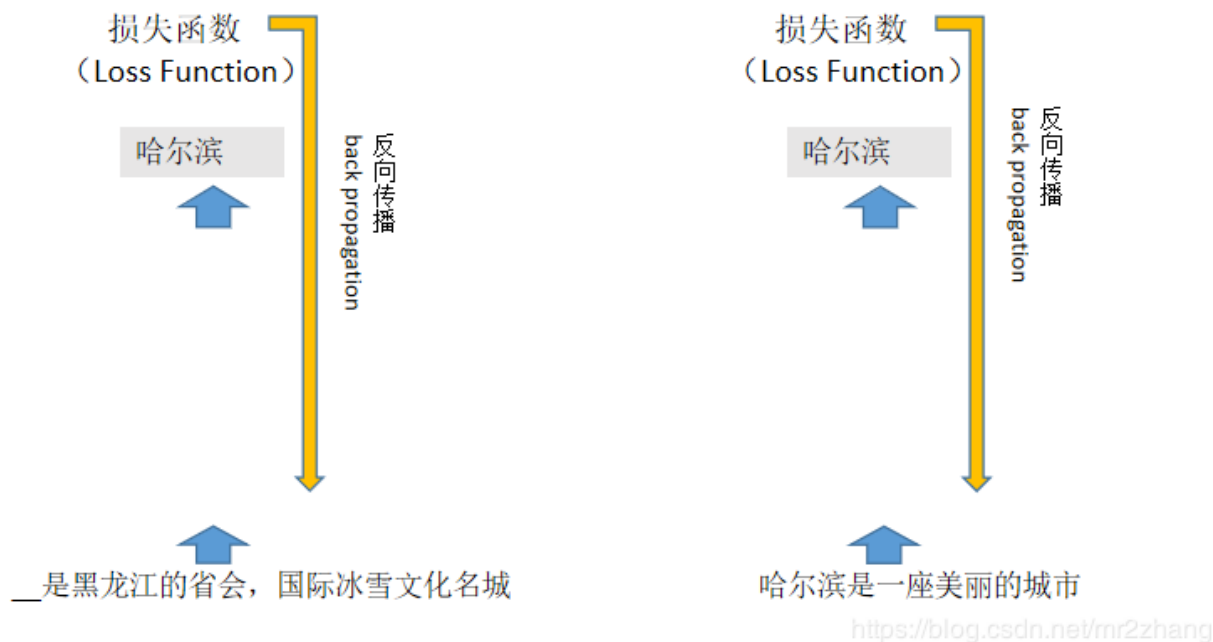 损失函数
（Loss Function）
哈尔滨
反向传播
back propagation
__是黑龙江的省会，国际冰雪文化名城
损失函数
（Loss Function）
哈尔滨
反向传播
back propagation
哈尔滨是一座美丽的城市
https://blog.csdn.net/mr2zhang